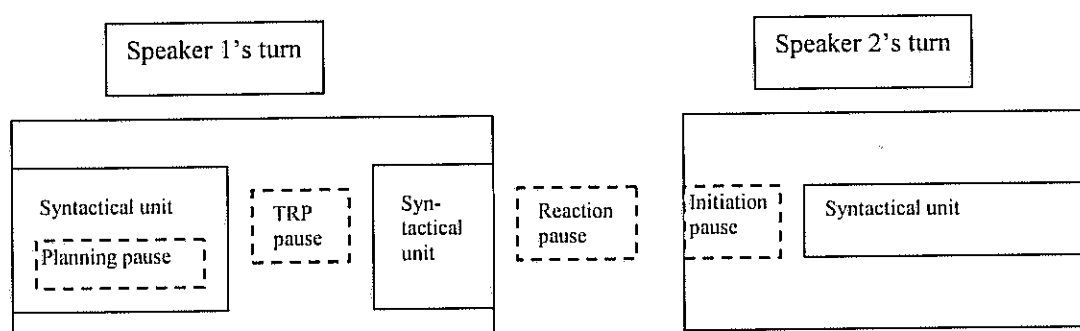 Speaker 1's turn
Speaker 2's turn
Syntactical unit
Planning pause
TRP
pause
Syn-
tactical
unit
Reaction
pause
Initiation
pause
Syntactical unit